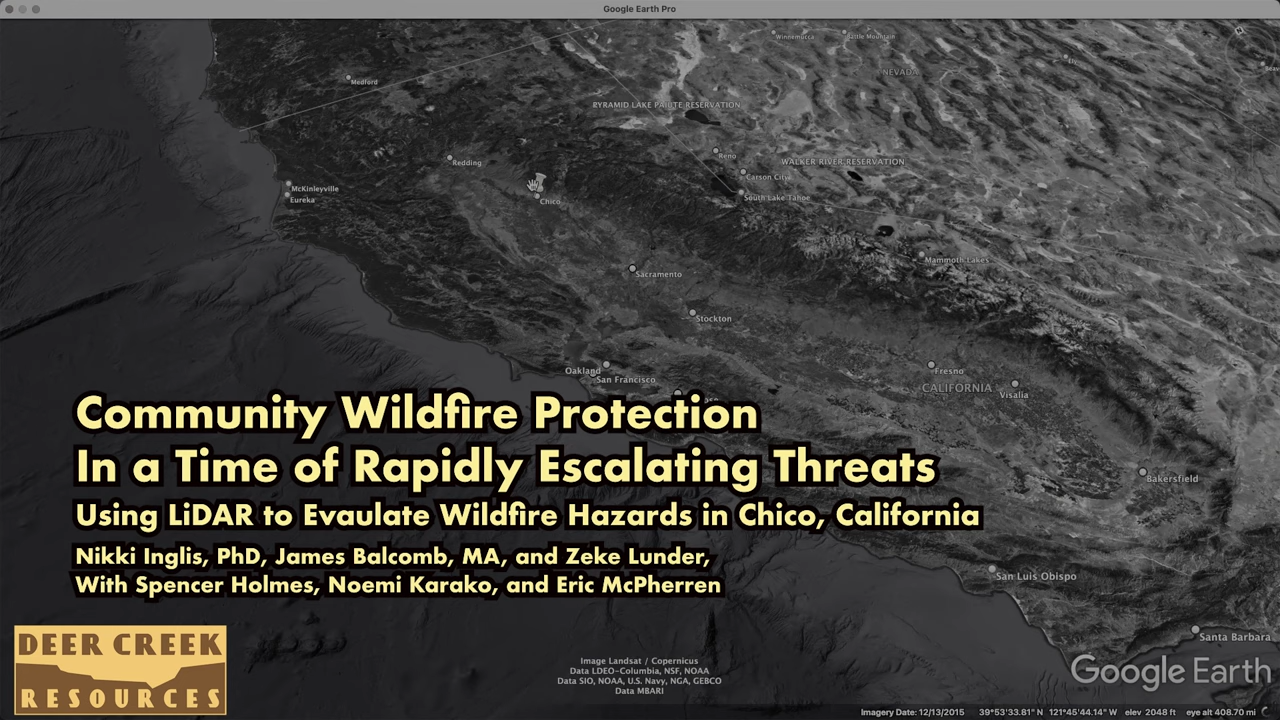 Google Earth Pro
Winnemucca
Battle Mountain
Ely
Medford
NEVADA
PYRAMID LAKE PAIUTE RESERVATION
Reno
Redding
WALKER RIVER RESERVATION
Carson City
McKinleyville
South Lake Tahoe
Eureka
Chico
Mammoth Lakes
Sacramento
Stockton
Oakland
Fresno
San Francisco
CALIFORNIA
Visalia
Community Wildfire Protection
In a Time of Rapidly Escalating Threats
Bakersfield
Using LiDAR to Evaulate Wildfire Hazards in Chico, California
Nikki Inglis, PhD, James Balcomb, MA, and Zeke Lunder,
With Spencer Holmes, Noemi Karako, and Eric McPherren
San Luis Obispo
Santa Barbara
DEER CREEK
RESOURCES
Image Landsat / Copernicus
Data LDEO-Columbia, NSF, NOAA
Data SIO, NOAA, U.S. Navy, NGA, GEBCO
Data MBARI
Google Earth
Imagery Date: 12/13/2015 39°53'33.81" N 121°45'44.14" W elev 2048 ft eye alt 408.70 mi